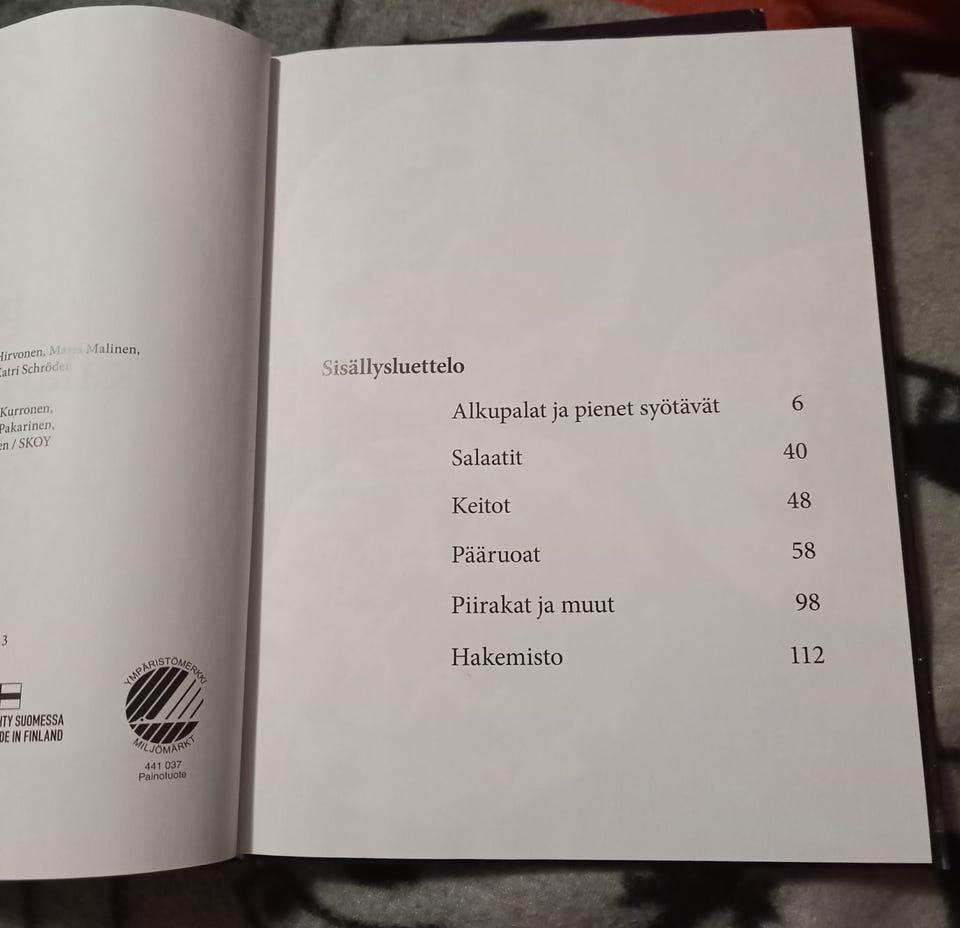 Hirvonen, Malinen,
Katri Schröder
Kurronen,
Pakarinen,
en / SKOY
3
ITY SUOMESSA
DE IN FINLAND
YMPÄRISTÖMERKKI
MILJÖMÄRKT
441 037
Painotuote
Sisällysluettelo
Alkupalat ja pienet syötävät 6
Salaatit 40
Keitot 48
Pääruoat 58
Piirakat ja muut 98
Hakemisto 112